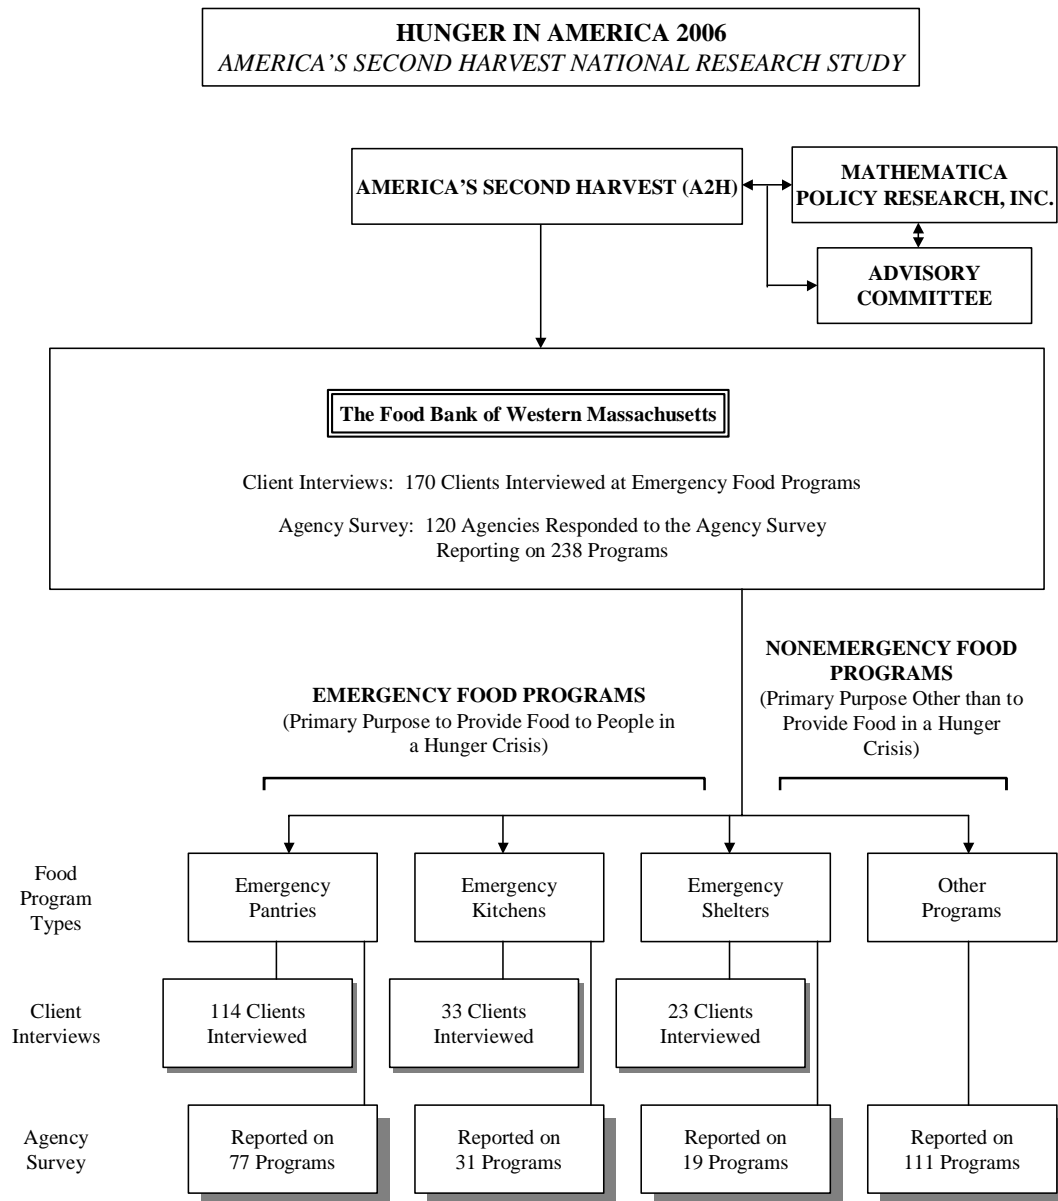 HUNGER IN AMERICA 2006
AMERICA'S SECOND HARVEST NATIONAL RESEARCH STUDY
AMERICA'S SECOND HARVEST (A2H)
MATHEMATICA
POLICY RESEARCH, INC.
ADVISORY
COMMITTEE
The Food Bank of Western Massachusetts
Client Interviews: 170 Clients Interviewed at Emergency Food Programs
Agency Survey: 120 Agencies Responded to the Agency Survey
Reporting on 238 Programs
EMERGENCY FOOD PROGRAMS
(Primary Purpose to Provide Food to People in
a Hunger Crisis)
NONEMERGENCY FOOD
PROGRAMS
(Primary Purpose Other than to
Provide Food in a Hunger
Crisis)
Food
Program
Types
Emergency
Pantries
Emergency
Kitchens
Emergency
Shelters
Other
Programs
Client
Interviews
114 Clients
Interviewed
33 Clients
Interviewed
23 Clients
Interviewed
Agency
Survey
Reported on
77 Programs
Reported on
31 Programs
Reported on
19 Programs
Reported on
111 Programs